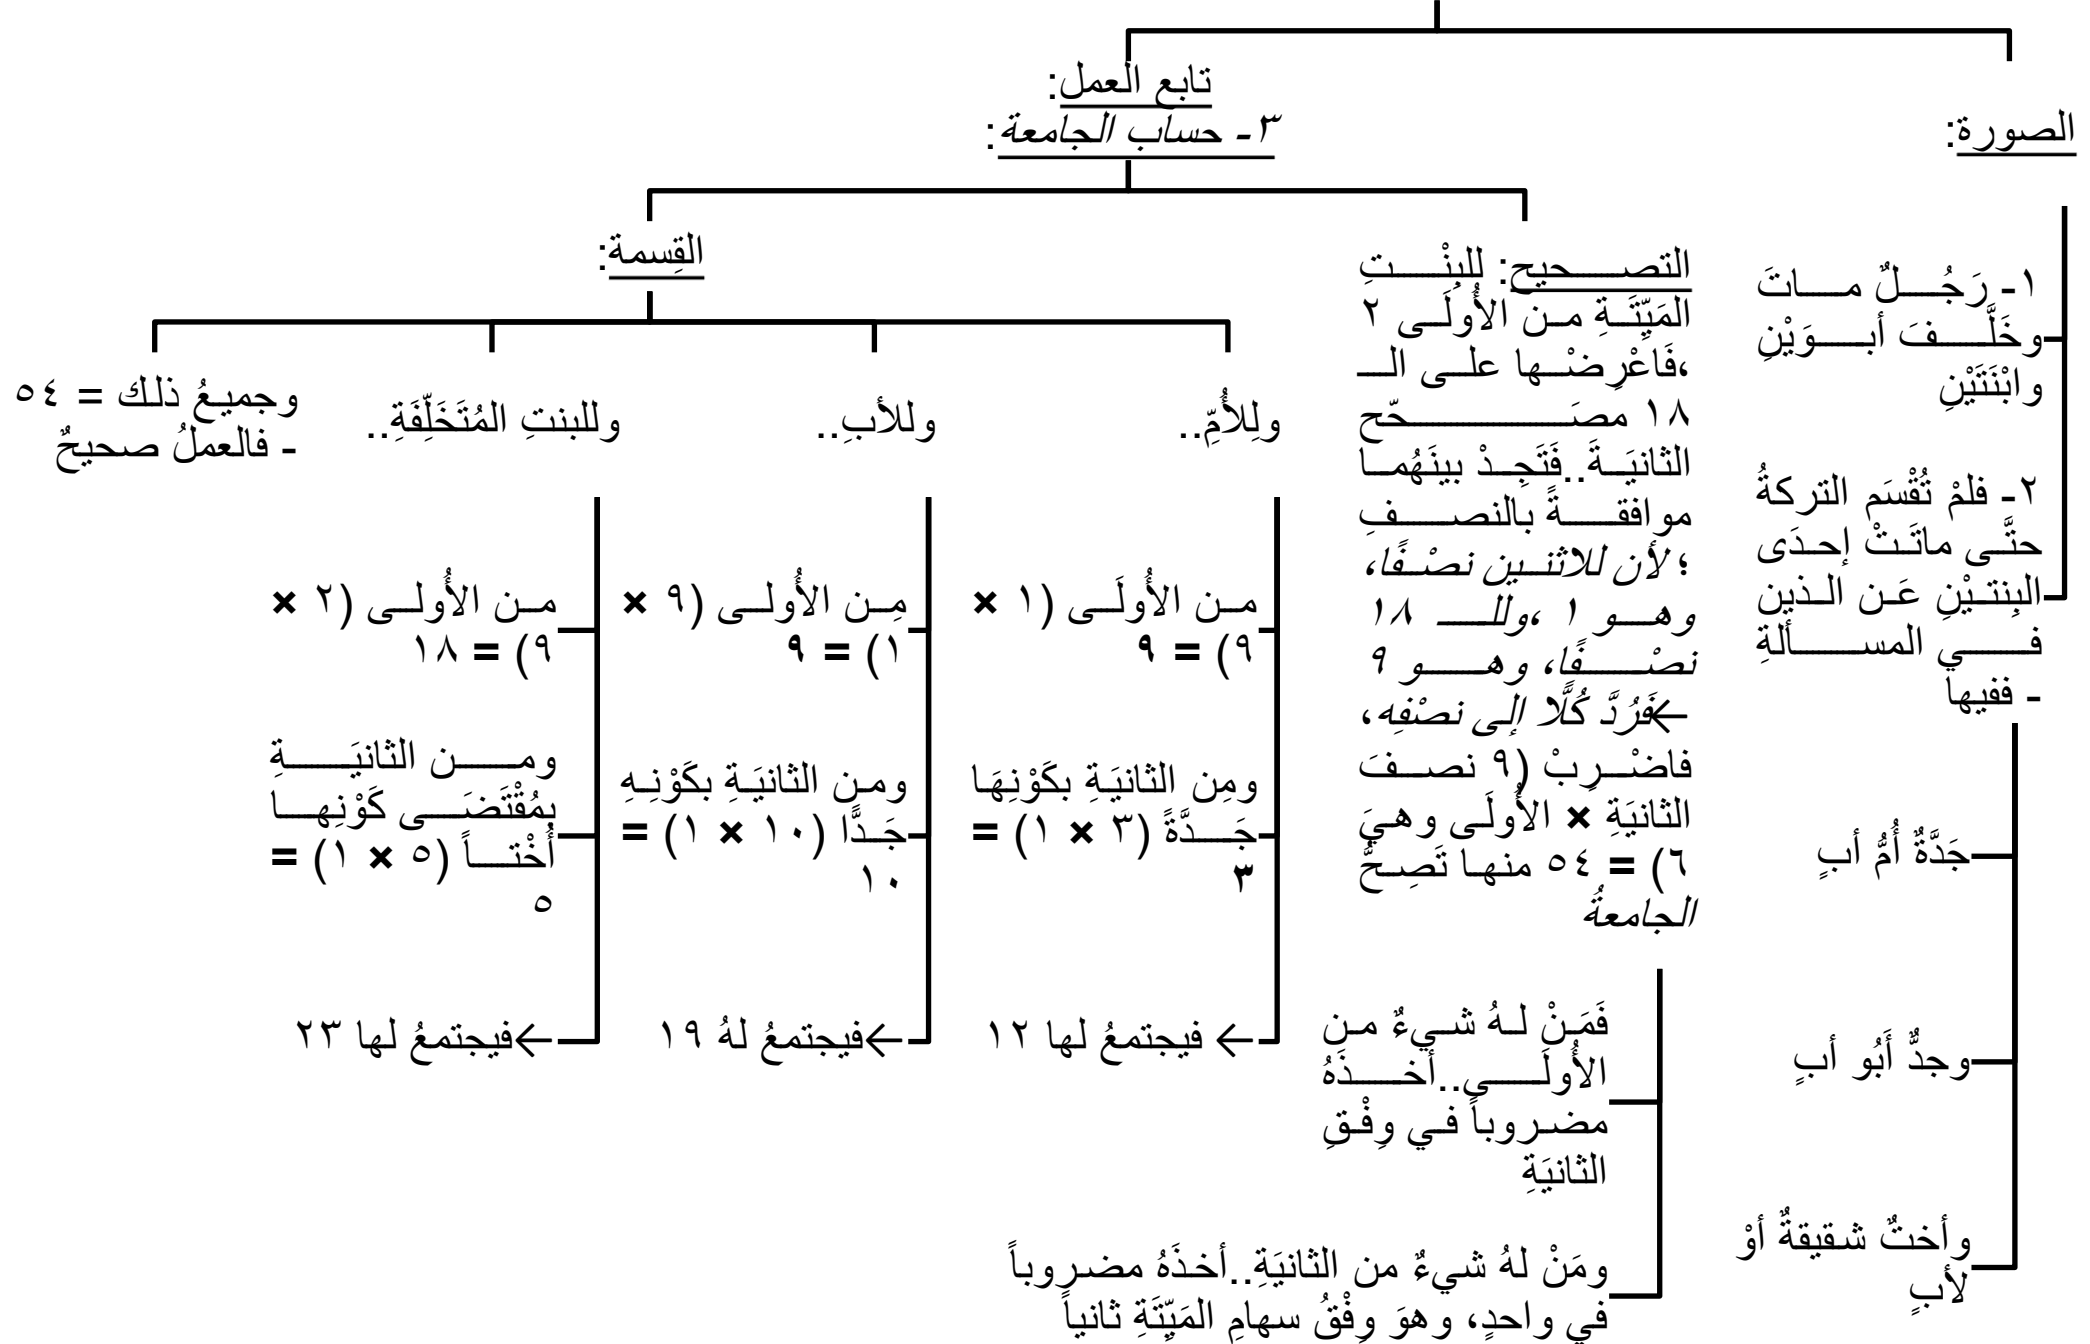 الصورة:
١- رَجُلٌ ماتَ
وخَلَّفَ أبوَيْنِ
وابْنَتَيْنِ
٢- فلمْ تُقْسَم التركةُ
حتَّى ماتَتْ إحدَى
البِنتيْنِ عَن الذين
في المسألةِ
- ففيها
جَدَّةٌ أُمُّ أبٍ
وجدٌّ أَبُو أبٍ
وأختٌ شقيقةٌ أوْ
لأبٍ
تابع العمل:
٣- حساب الجامعة:
التصحيح: للبِنْتِ
المَيِّتَةِ من الأُولَى ٢
،فَاعْرِضْها على الـ
١٨ مصَحّح
الثانيَةَ..فَتَجِدْ بينَهُما
موافقةً بالنصفِ
؛ لأن للاثنين نصْفًا،
وهو ١ ،وللـ ١٨
نصْفًا، وهو ٩
←فَرُدَّ كُلًّا إلى نصْفِه،
فاضْرِبْ (٩ نصفَ
الثانيَةِ × الأُولَى وهيَ
٦) = ٥٤ منها تَصِحُّ
الجامعةُ
فَمَنْ لهُ شيءٌ من
الأُولَى..أخذَهُ
مضروباً في وِفْقِ
الثانيَةِ
ومَنْ لهُ شيءٌ من الثانيَةِ..أخذَهُ مضروباً
في واحدٍ، وهوَ وِفْقُ سهامِ المَيِّتَةِ ثانياً
القِسمة:
ولِلأُمِّ..
من الأُولَى (١ ×
٩) = ٩
ومِن الثانيَةِ بكَوْنِهَا
جَدَّةً (٣ × ١) =
٣
← فيجتمعُ لها ١٢
وللأبِ..
مِن الأُولى (٩ ×
١) = ٩
ومن الثانيَةِ بكَوْنِهِ
جَدًّا (١٠ × ١) =
١٠
←فيجتمعُ لهُ ١٩
وللبنتِ المُتَخَلِّفَةِ..
من الأُولى (٢ ×
٩) = ١٨
ومن الثانيَةِ
بِمُقْتَضَى كَوْنِها
أُخْتاً (٥ × ١) =
٥
←فيجتمعُ لها ٢٣
وجميعُ ذلك = ٥٤
- فالعملُ صحيحٌ